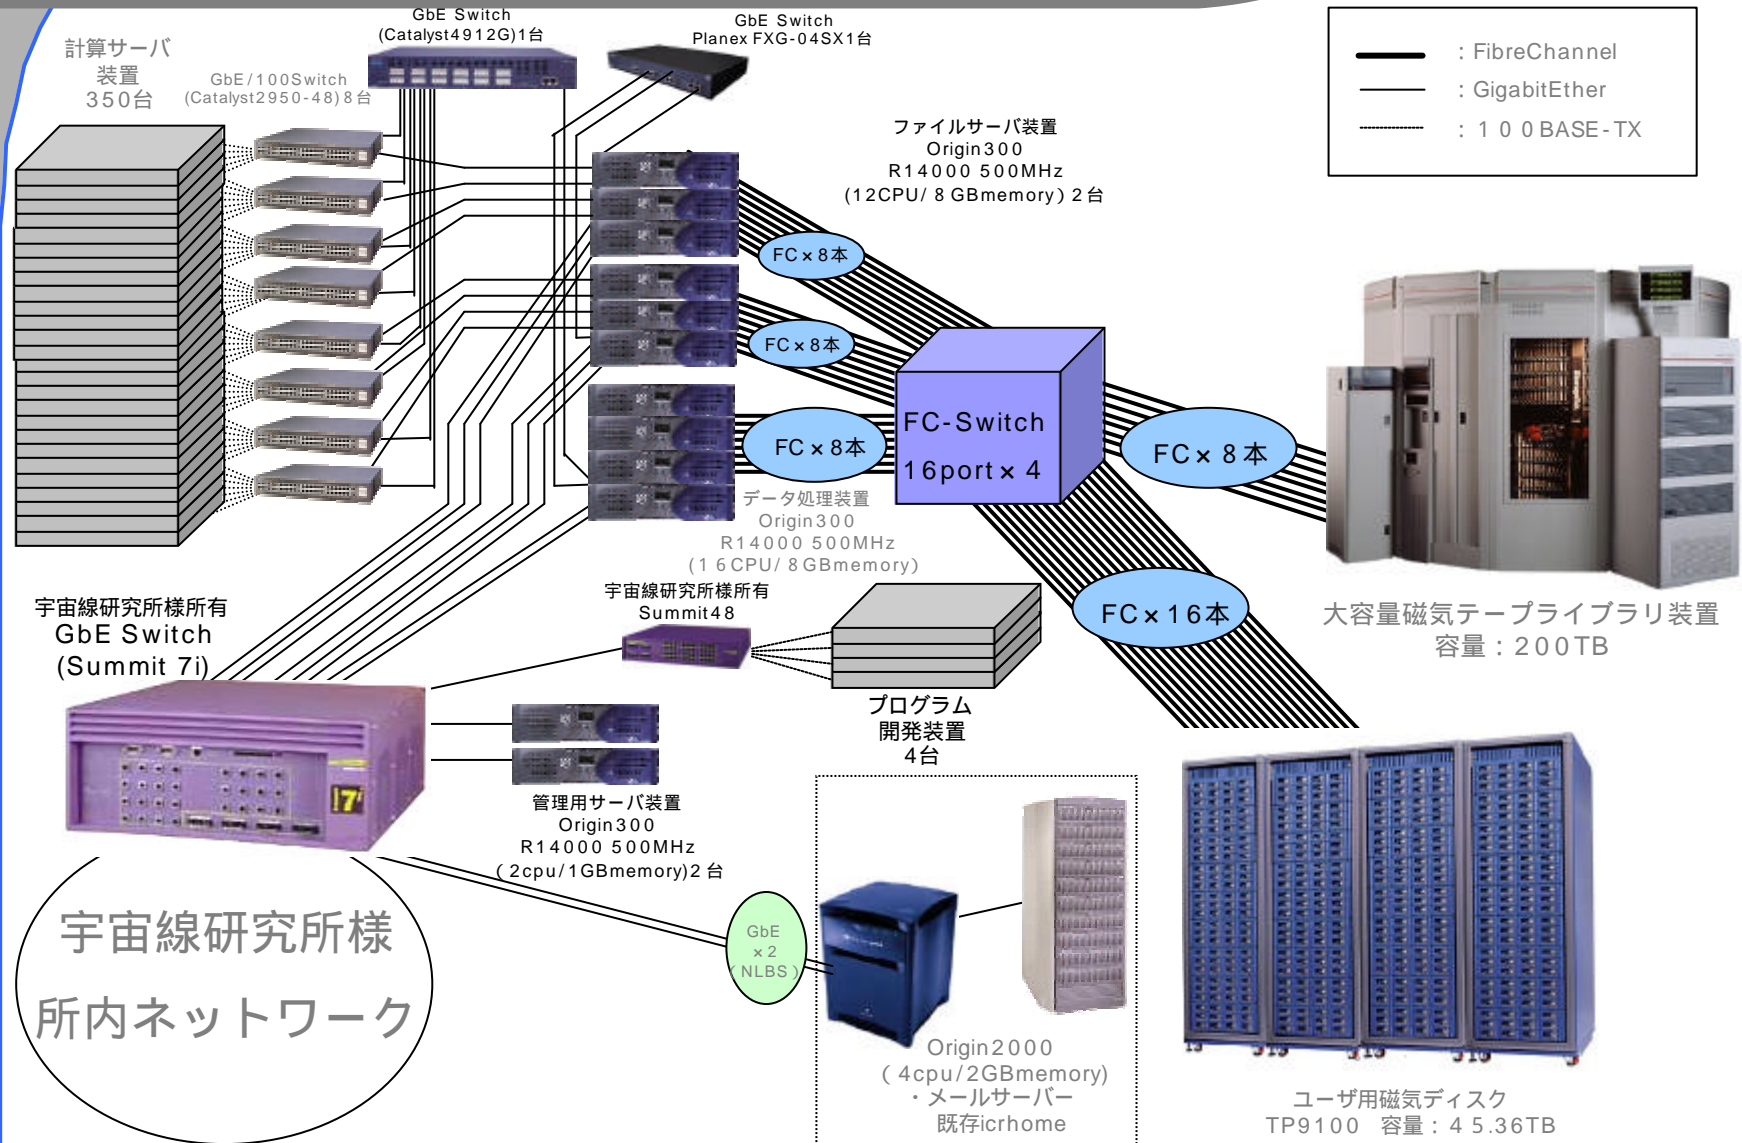 計算サーバ
装置
350台
GbE/100Switch
(Catalyst2950-48)8台
GbE Switch
(Catalyst4912G)1台
GbE Switch
Planex FXG-04SX1台
: FibreChannel
: GigabitEther
: 100BASE-TX
ファイルサーバ装置
Origin300
R14000 500MHz
(12CPU/8GBmemory)2台
FC×8本
FC×8本
FC×8本
FC-Switch
16port×4
FC×8本
FC×16本
データ処理装置
Origin300
R14000 500MHz
(16CPU/8GBmemory)
大容量磁気テープライブラリ装置
容量:200TB
宇宙線研究所様所有
GbE Switch
(Summit 7i)
7i
宇宙線研究所様所有
Summit48
プログラム
開発装置
4台
管理用サーバ装置
Origin300
R14000 500MHz
(2cpu/1GBmemory)2台
宇宙線研究所様
所内ネットワーク
GbE
×2
(NLBS)
Origin2000
(4cpu/2GBmemory)
・メールサーバー
既存icrhome
ユーザ用磁気ディスク
TP9100 容量:45.36TB